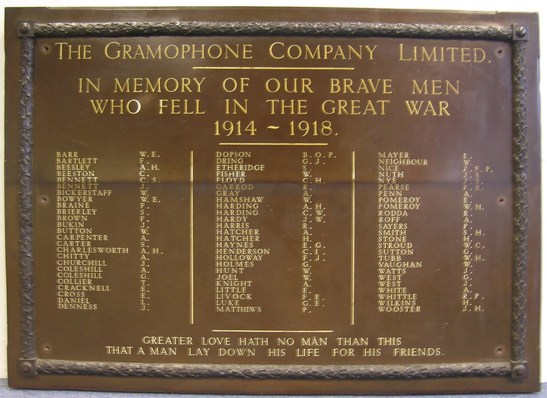 THE GRAMOPHONE COMPANY LIMITED.
IN MEMORY OF OUR BRAVE MEN
WHO FELL IN THE GREAT WAR
1914 ~ 1918.
BARR W.E.
BARTLETT F.
BEESLEY A.H.
BEESTON C.
BENNETT C.S.
BENNETT J.
BICKERSTAFF W.
BOWYER W.E.
BRAINE F.
BRIERLEY S.
BROWN F.
BUKIN J.
BUTTON W.
CARPENTER F.
CARTER S.
CHARLESWORTH A.H.
CHITTY A.
CHURCHILL J.
COLESHILL A.
COLESHILL G.
COLLIER T.
CRACKNELL E.
CROSS E.
DANIEL L.
DENNESS J.
DOPSON B.O.P.
DRING G.J.
ETHERIDGE S.
FISHER W.
FLOYD C.H.
GARROD R.
GRAY A.
HAMSHAW W.
HARDING A.H.
HARDING C.W.
HARDY J.W.
HARRIS R.
HATCHER A.
HATCHER H.
HAYNES E.G.
HENDERSON C.I.
HOLLOWAY F.J.
HOLMES G.
HUNT W.
JOEL W.
KNIGHT A.
LITTLE E.
LIVOCK F.E.
LUKE G.E.
MATTHEWS P.
MAYER E.
NEIGHBOUR W.
NICE
NUTH J.
NYE
PEARSE
PENN A.
POMEROY E.
POMEROY W.H.
RODDA R.
ROFF A.
SAYERS P.
SMITH S.H.
STONE H.
STROUD W.C.
SUTTON G.
TUBB W.H.
VAUGHAN W.
WATTS J.
WEST G.
WEST J.
WHITE A.
WHITTLE R.P.
WILKINS H.
WOOSTER J.H.
GREATER LOVE HATH NO MAN THAN THIS
THAT A MAN LAY DOWN HIS LIFE FOR HIS FRIENDS.